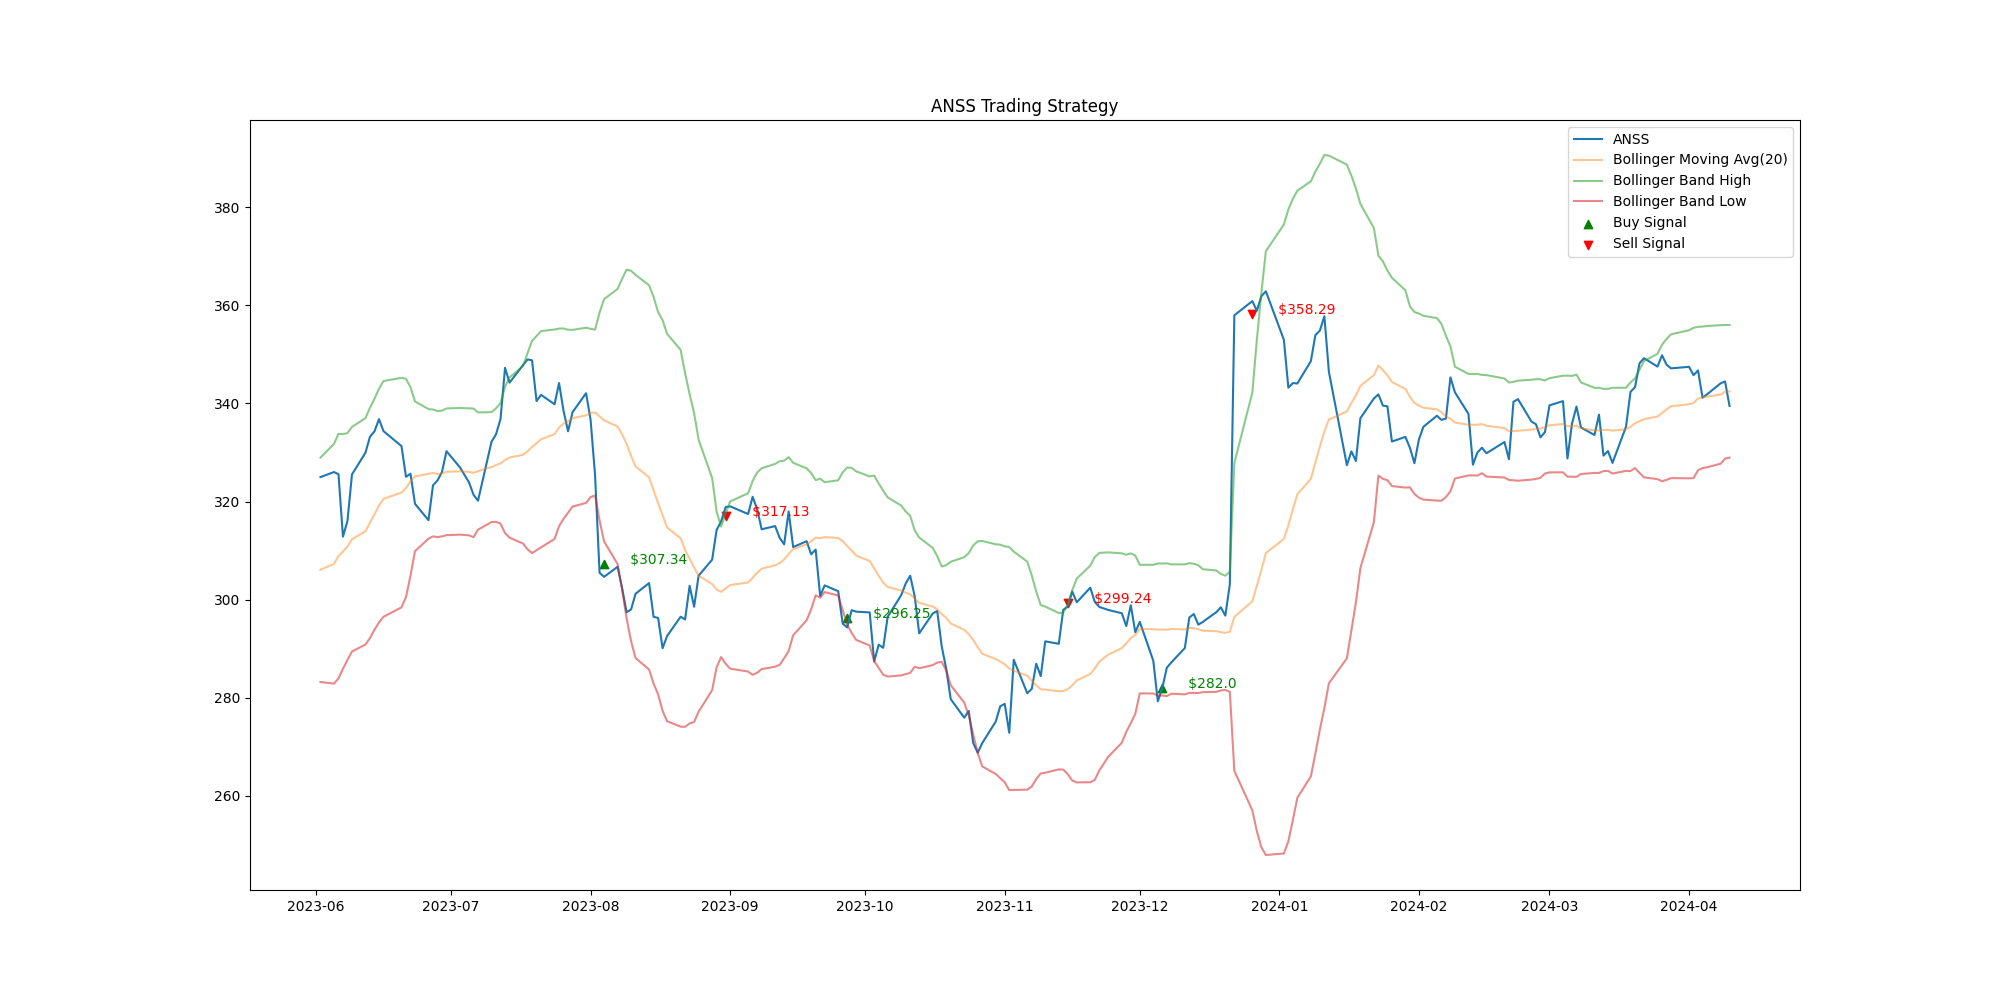 ANSS Trading Strategy
ANSS
Bollinger Moving Avg(20)
Bollinger Band High
Bollinger Band Low
Buy Signal
Sell Signal
380
360
340
320
300
280
260
$358.29
$317.13
$307.34
$296.25
$299.24
$282.0
2023-06 2023-07 2023-08 2023-09 2023-10 2023-11 2023-12 2024-01 2024-02 2024-03 2024-04